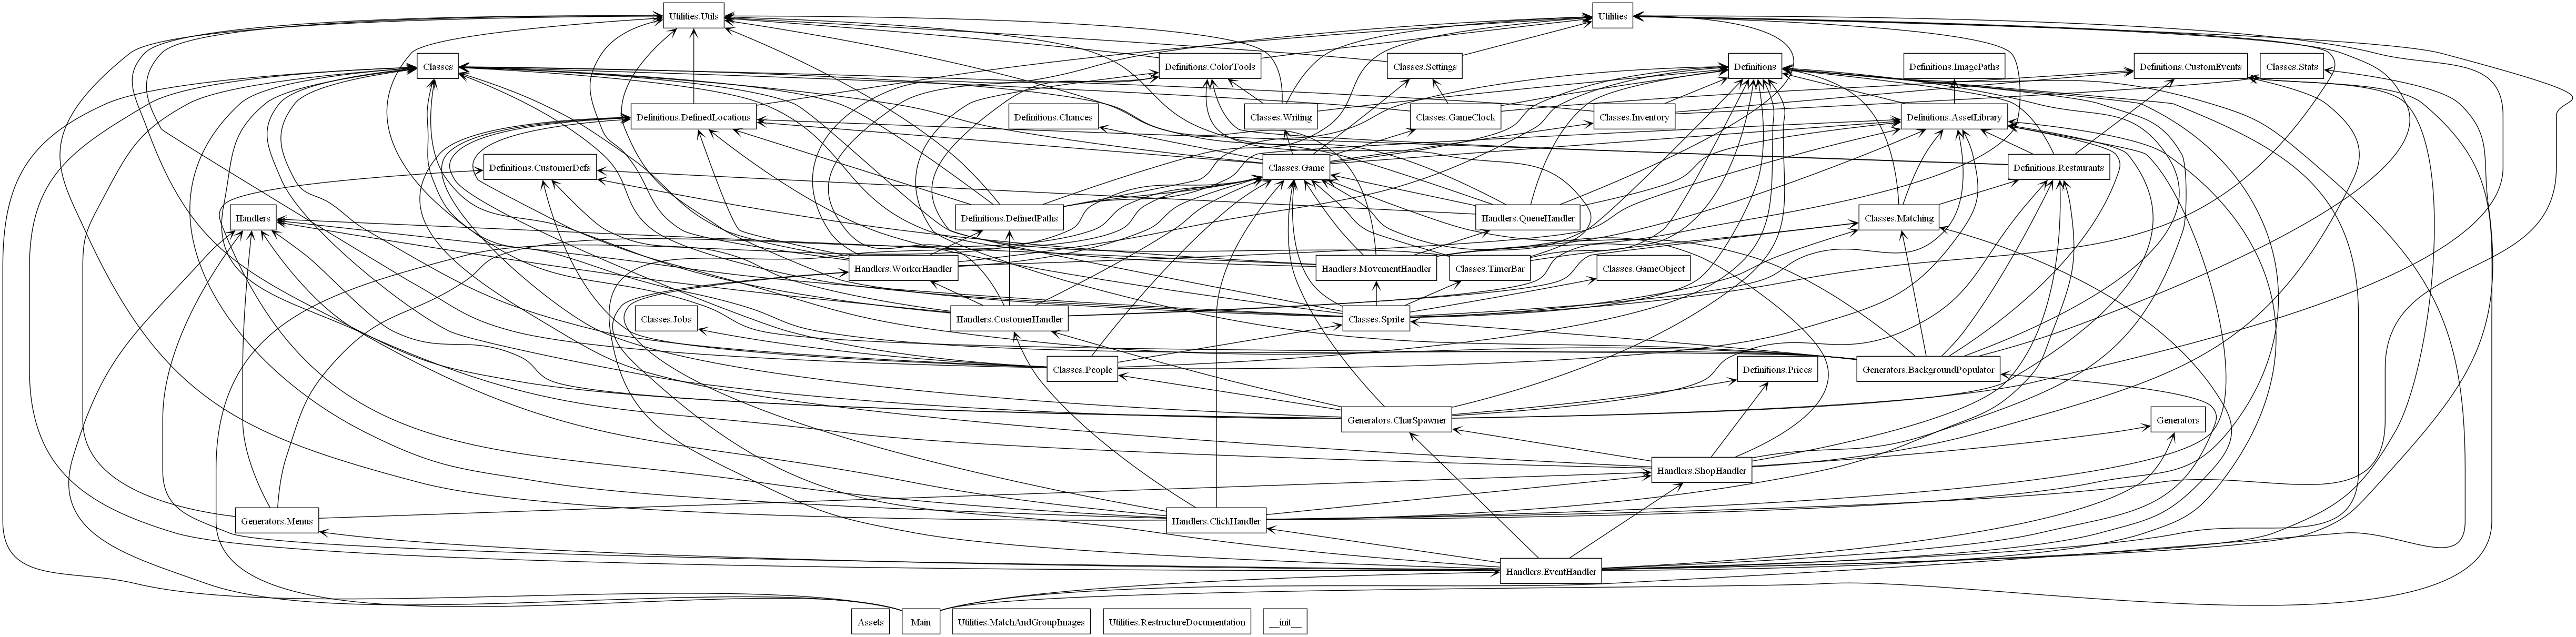 Utilities.Utils
Utilities
Classes
Definitions.ColorTools
Classes.Settings
Definitions
Definitions.ImagePaths
Definitions.CustomEvents
Classes.Stats
Definitions.DefinedLocations
Definitions.Chances
Classes.Writing
Classes.GameClock
Classes.Inventory
Definitions.AssetLibrary
Definitions.CustomerDefs
Classes.Game
Definitions.Restaurants
Handlers
Definitions.DefinedPaths
Handlers.QueueHandler
Classes.Matching
Handlers.WorkerHandler
Handlers.MovementHandler
Classes.TimerBar
Classes.GameObject
Classes.Jobs
Handlers.CustomerHandler
Classes.Sprite
Classes.People
Definitions.Prices
Generators.BackgroundPopulator
Generators.CharSpawner
Generators
Handlers.ShopHandler
Generators.Menus
Handlers.ClickHandler
Handlers.EventHandler
Assets
Main
Utilities.MatchAndGroupImages
Utilities.RestructureDocumentation
__init__